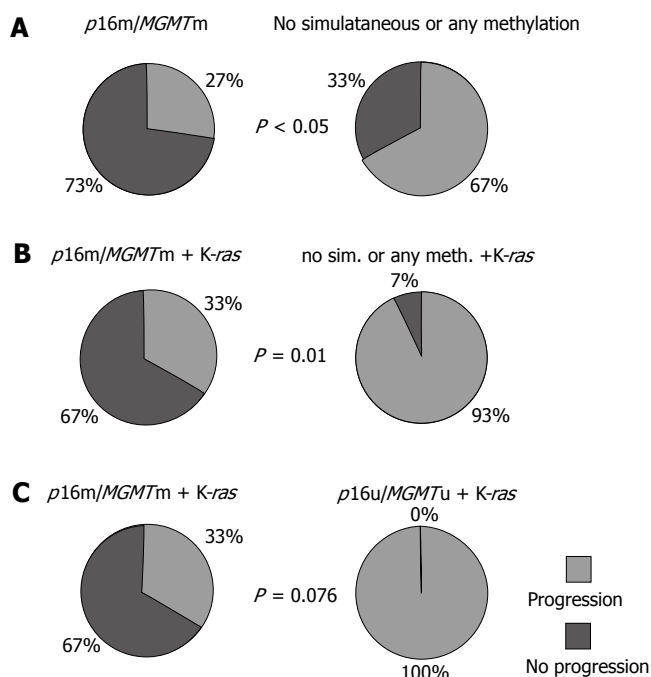 A
p16m/MGMTm
No simulataneous or any methylation
27%
33%
P < 0.05
73%
67%
B
p16m/MGMTm + K-ras
no sim. or any meth. +K-ras
7%
33%
P = 0.01
67%
93%
C
p16m/MGMTm + K-ras
p16u/MGMTu + K-ras
0%
33%
P = 0.076
67%
100%
Progression
No progression